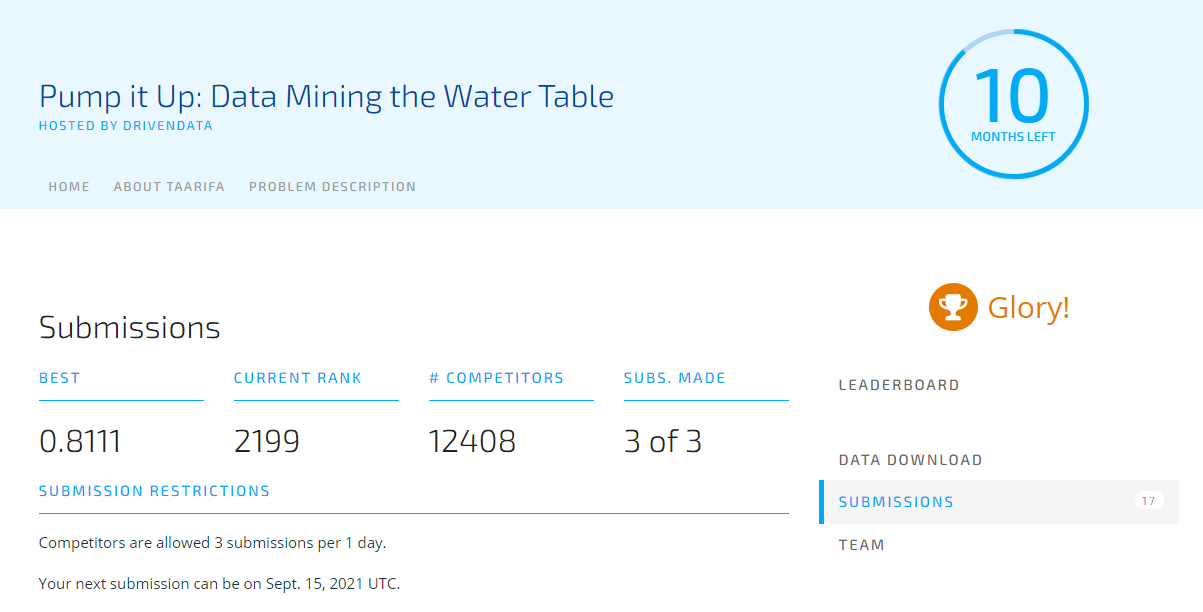 Pump it Up: Data Mining the Water Table
HOSTED BY DRIVENDATA
10
MONTHS LEFT
HOME ABOUT TAARIFA PROBLEM DESCRIPTION
Submissions
BEST CURRENT RANK # COMPETITORS SUBS. MADE
0.8111 2199 12408 3 of 3
SUBMISSION RESTRICTIONS
Competitors are allowed 3 submissions per 1 day.
Your next submission can be on Sept. 15, 2021 UTC.
Glory!
LEADERBOARD
DATA DOWNLOAD
SUBMISSIONS 17
TEAM